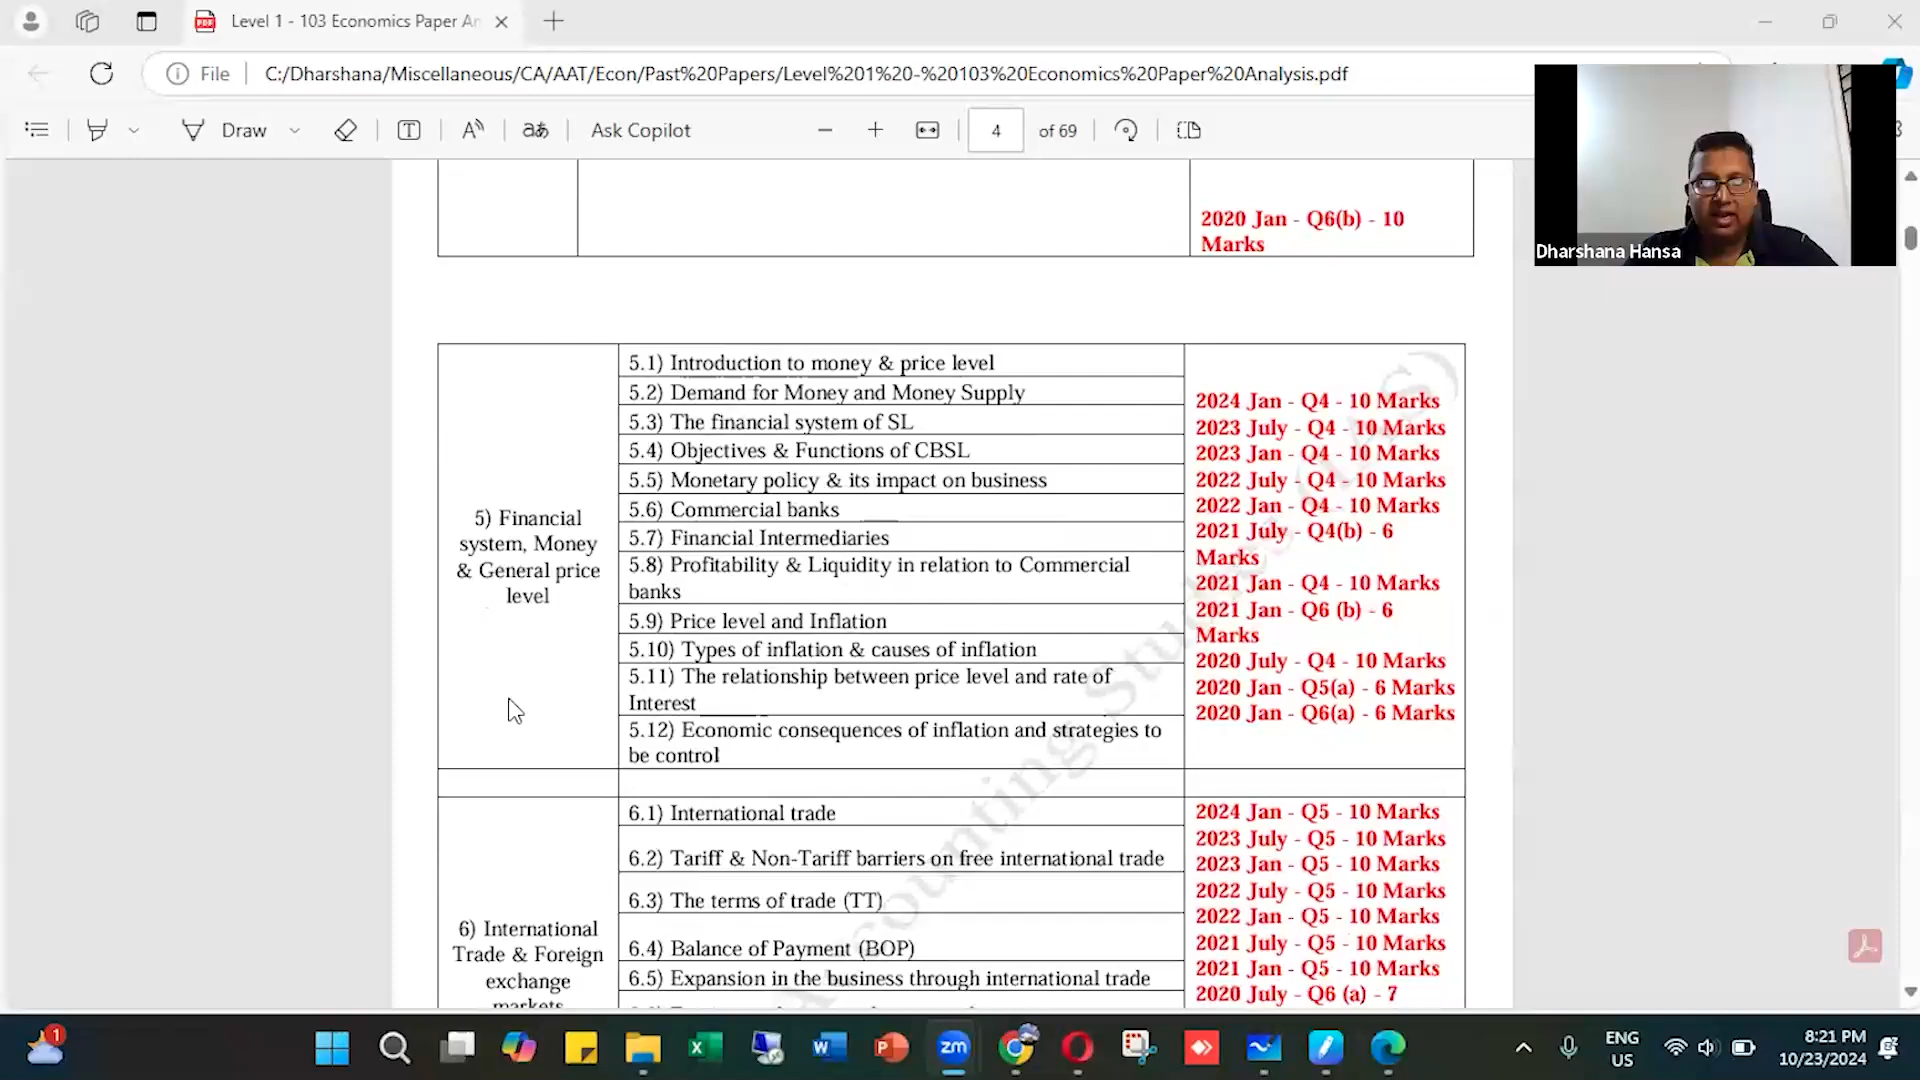 Level 1 - 103 Economics Paper An
File
C:/Dharshana/Miscellaneous/CA/AAT/Econ/Past%20Papers/Level%201%20-%20103%20Economics%20Paper%20Analysis.pdf
Draw
Ask Copilot
4
of 69
Dharshana Hansa
2020 Jan - Q6(b) - 10
Marks
5) Financial
system, Money
& General price
level
5.1) Introduction to money & price level
5.2) Demand for Money and Money Supply
5.3) The financial system of SL
5.4) Objectives & Functions of CBSL
5.5) Monetary policy & its impact on business
5.6) Commercial banks
5.7) Financial Intermediaries
5.8) Profitability & Liquidity in relation to Commercial
banks
5.9) Price level and Inflation
5.10) Types of inflation & causes of inflation
5.11) The relationship between price level and rate of
Interest
5.12) Economic consequences of inflation and strategies to
be control
2024 Jan - Q4 - 10 Marks
2023 July - Q4 - 10 Marks
2023 Jan - Q4 - 10 Marks
2022 July - Q4 - 10 Marks
2022 Jan - Q4 - 10 Marks
2021 July - Q4(b) - 6
Marks
2021 Jan - Q4 - 10 Marks
2021 Jan - Q6 (b) - 6
Marks
2020 July - Q4 - 10 Marks
2020 Jan - Q5(a) - 6 Marks
2020 Jan - Q6(a) - 6 Marks
6) International
Trade & Foreign
exchange
markets
6.1) International trade
6.2) Tariff & Non-Tariff barriers on free international trade
6.3) The terms of trade (TT)
6.4) Balance of Payment (BOP)
6.5) Expansion in the business through international trade
2024 Jan - Q5 - 10 Marks
2023 July - Q5 - 10 Marks
2023 Jan - Q5 - 10 Marks
2022 July - Q5 - 10 Marks
2022 Jan - Q5 - 10 Marks
2021 July - Q5 - 10 Marks
2021 Jan - Q5 - 10 Marks
2020 July - Q6 (a) - 7
1
zm
ENG
US
8:21 PM
10/23/2024